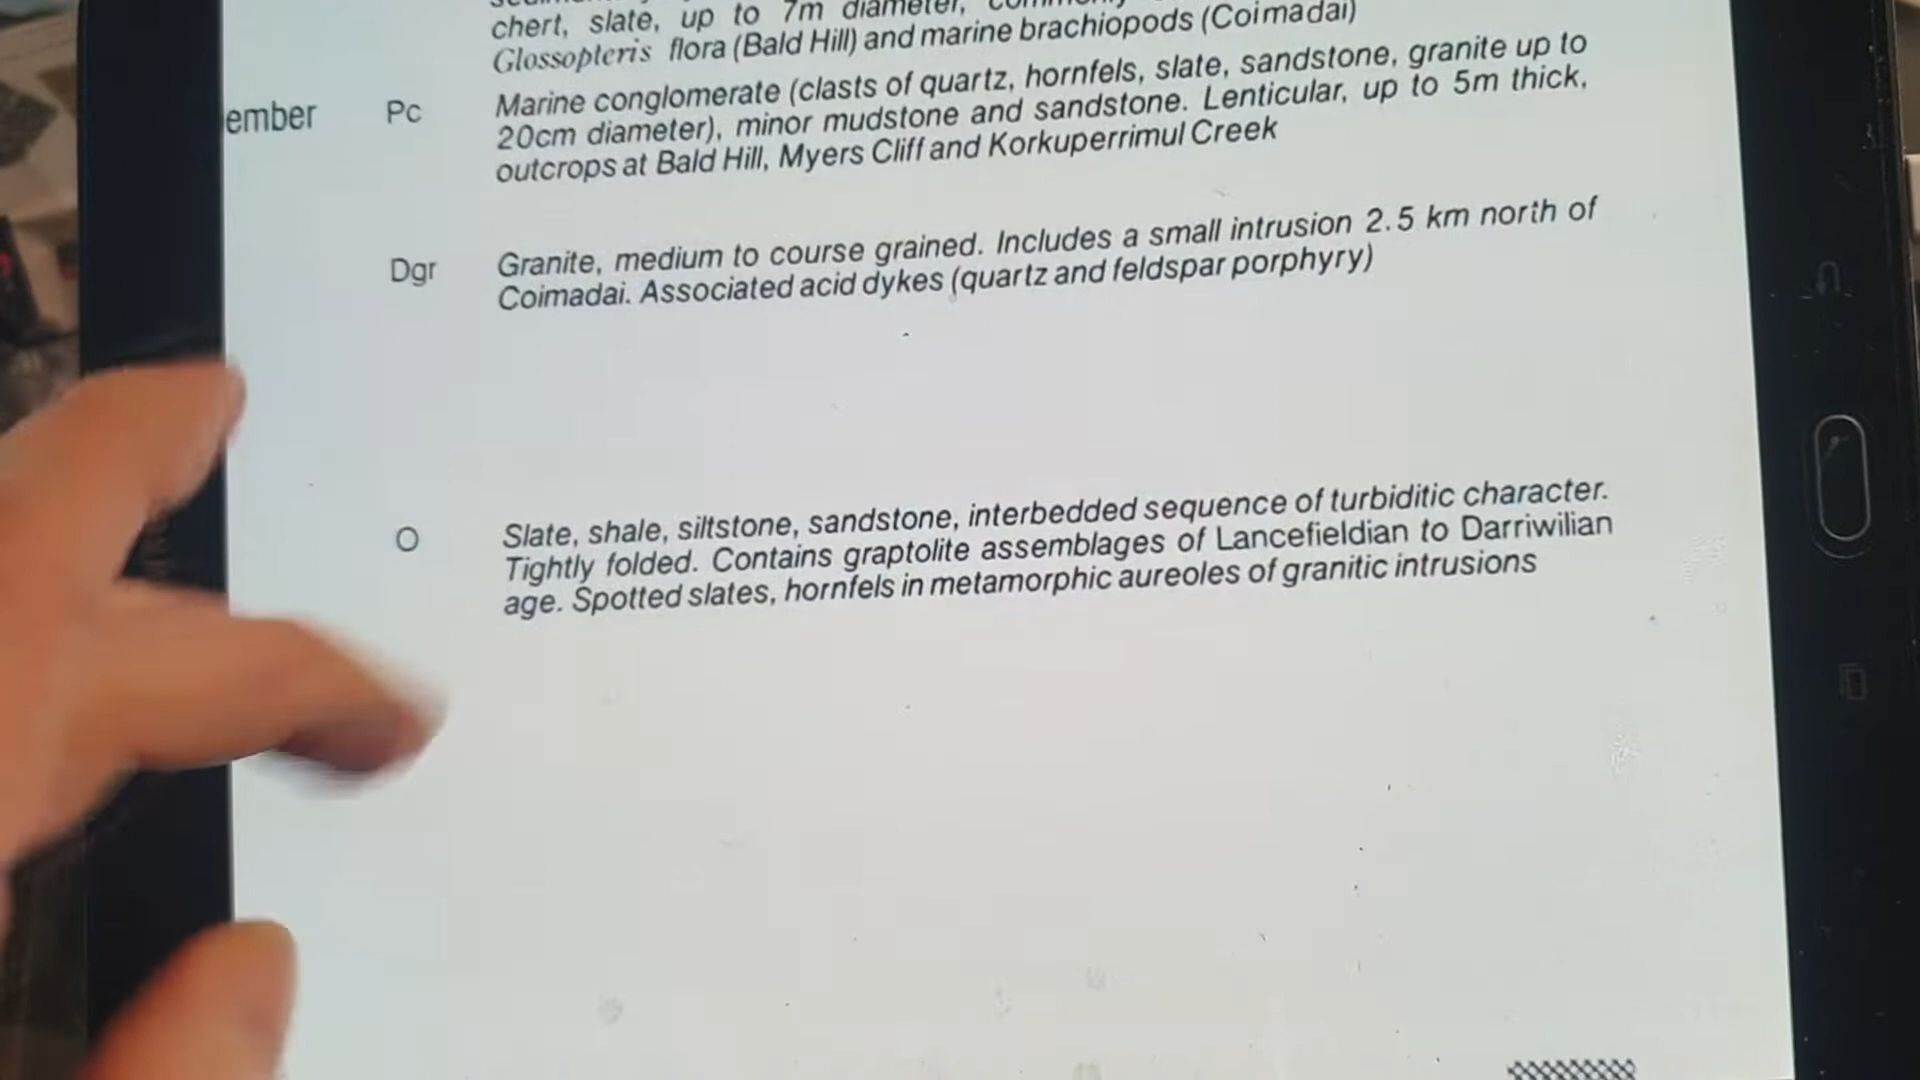 chert, slate, up to 7m diameter,
Glossopteris flora (Bald Hill) and marine brachiopods (Coimadai)
ember Pc Marine conglomerate (clasts of quartz, hornfels, slate, sandstone, granite up to
20cm diameter), minor mudstone and sandstone. Lenticular, up to 5m thick,
outcrops at Bald Hill, Myers Cliff and Korkuperrimul Creek
Dgr Granite, medium to course grained. Includes a small intrusion 2.5 km north of
Coimadai. Associated acid dykes (quartz and feldspar porphyry)
O Slate, shale, siltstone, sandstone, interbedded sequence of turbiditic character.
Tightly folded. Contains graptolite assemblages of Lancefieldian to Darriwilian
age. Spotted slates, hornfels in metamorphic aureoles of granitic intrusions